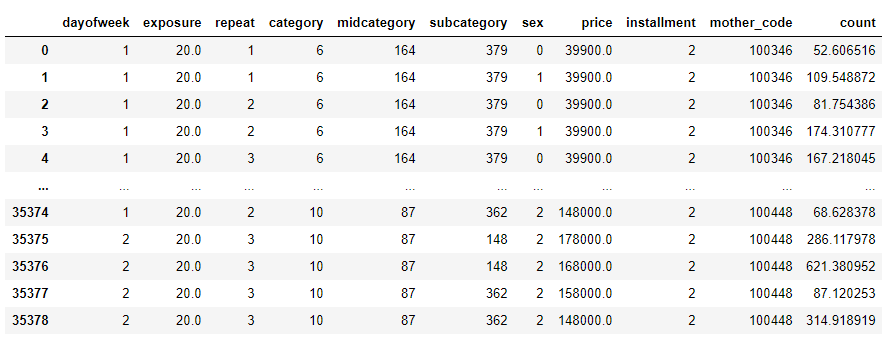 dayofweek exposure repeat category midcategory subcategory sex price installment mother_code count
0 1 20.0 1 6 164 379 0 39900.0 2 100346 52.606516
1 1 20.0 1 6 164 379 1 39900.0 2 100346 109.548872
2 1 20.0 2 6 164 379 0 39900.0 2 100346 81.754386
3 1 20.0 2 6 164 379 1 39900.0 2 100346 174.310777
4 1 20.0 3 6 164 379 0 39900.0 2 100346 167.218045
... ... ... ... ... ... ... ... ... ... ... ...
35374 1 20.0 2 10 87 362 2 148000.0 2 100448 68.628378
35375 2 20.0 3 10 87 148 2 178000.0 2 100448 286.117978
35376 2 20.0 3 10 87 148 2 168000.0 2 100448 621.380952
35377 2 20.0 3 10 87 362 2 158000.0 2 100448 87.120253
35378 2 20.0 3 10 87 362 2 148000.0 2 100448 314.918919